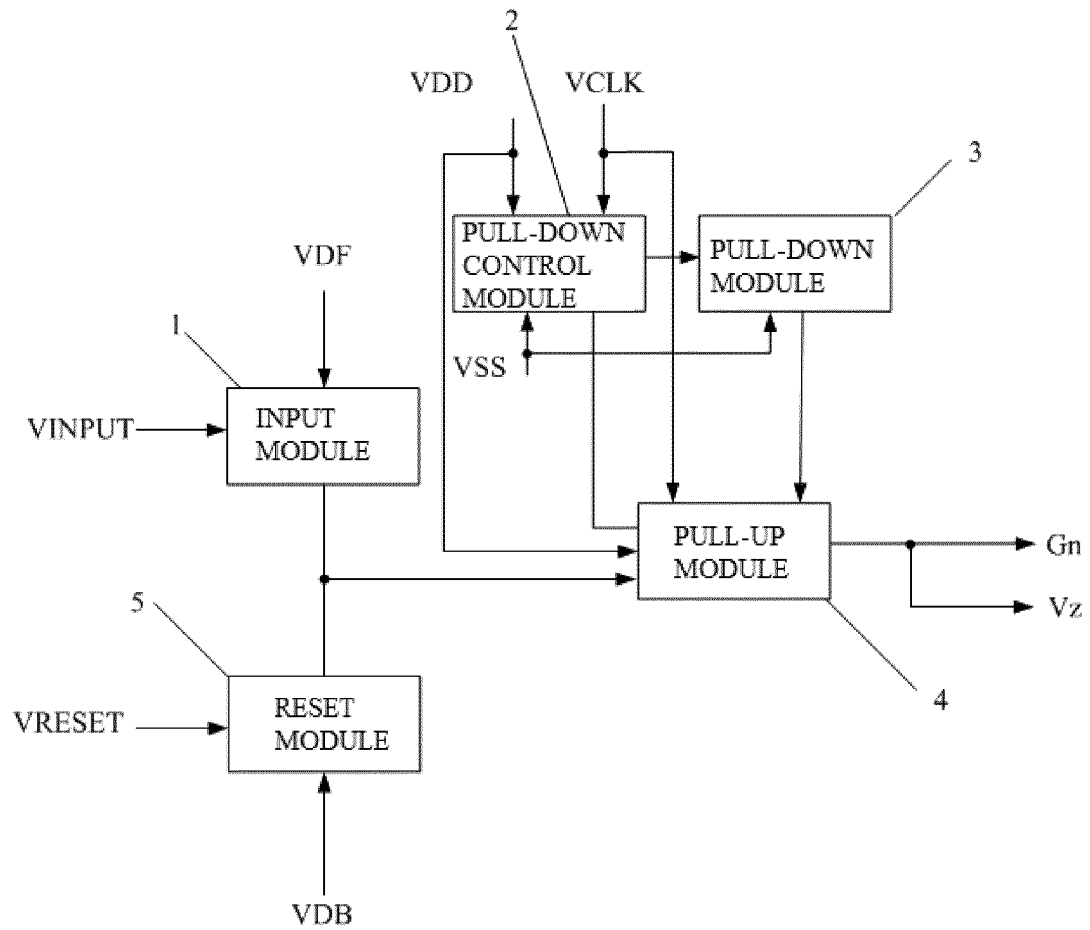 2
VDD
VCLK
3
PULL-DOWN
CONTROL
MODULE
PULL-DOWN
MODULE
VDF
1
VSS
INPUT
MODULE
VINPUT
PULL-UP
MODULE
Gn
Vz
5
4
RESET
MODULE
VRESET
VDB